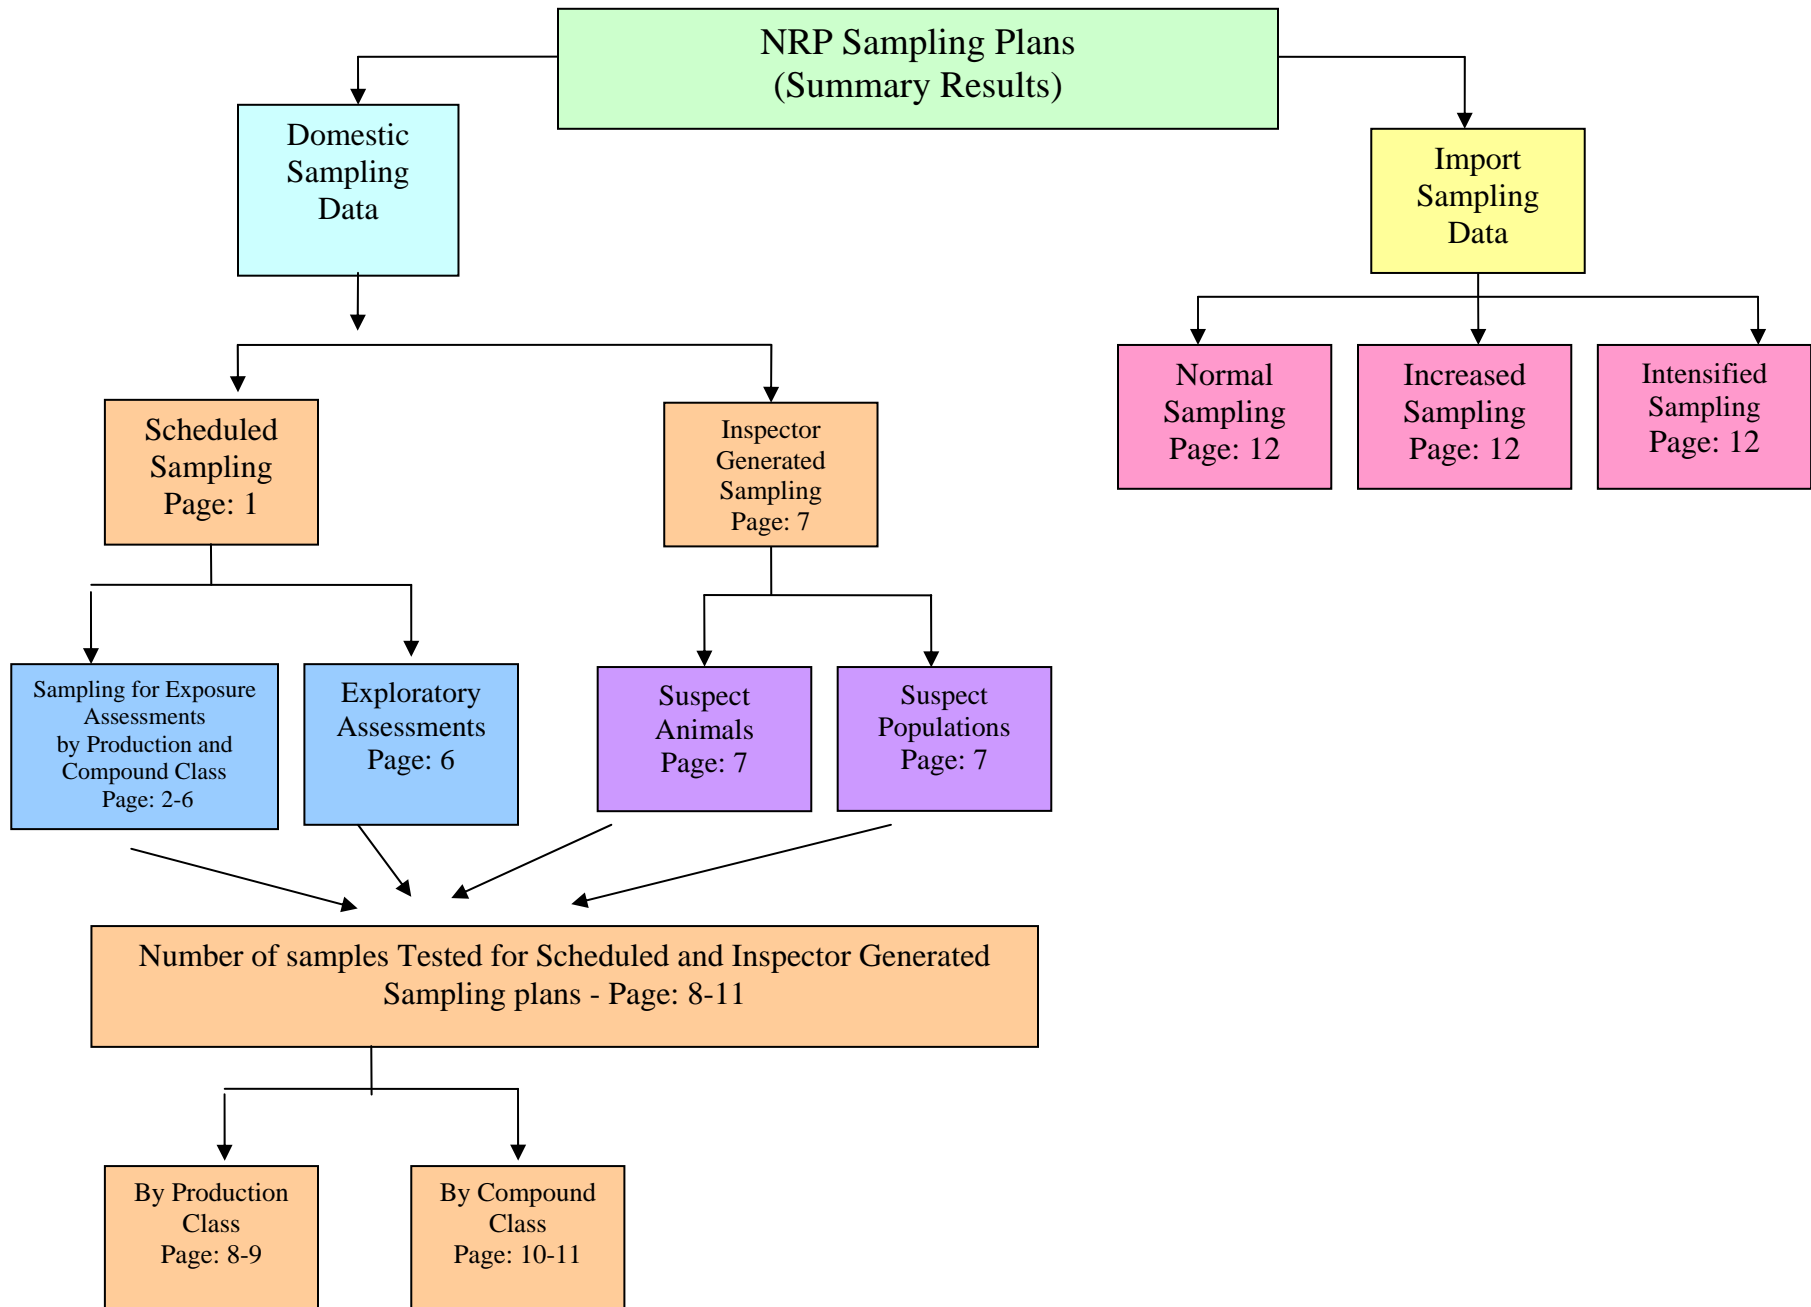 NRP Sampling Plans
(Summary Results)
Domestic
Sampling
Data
Import
Sampling
Data
Scheduled
Sampling
Page: 1
Inspector
Generated
Sampling
Page: 7
Normal
Sampling
Page: 12
Increased
Sampling
Page: 12
Intensified
Sampling
Page: 12
Sampling for Exposure
Assessments
by Production and
Compound Class
Page: 2-6
Exploratory
Assessments
Page: 6
Suspect
Animals
Page: 7
Suspect
Populations
Page: 7
Number of samples Tested for Scheduled and Inspector Generated
Sampling plans - Page: 8-11
By Production
Class
Page: 8-9
By Compound
Class
Page: 10-11